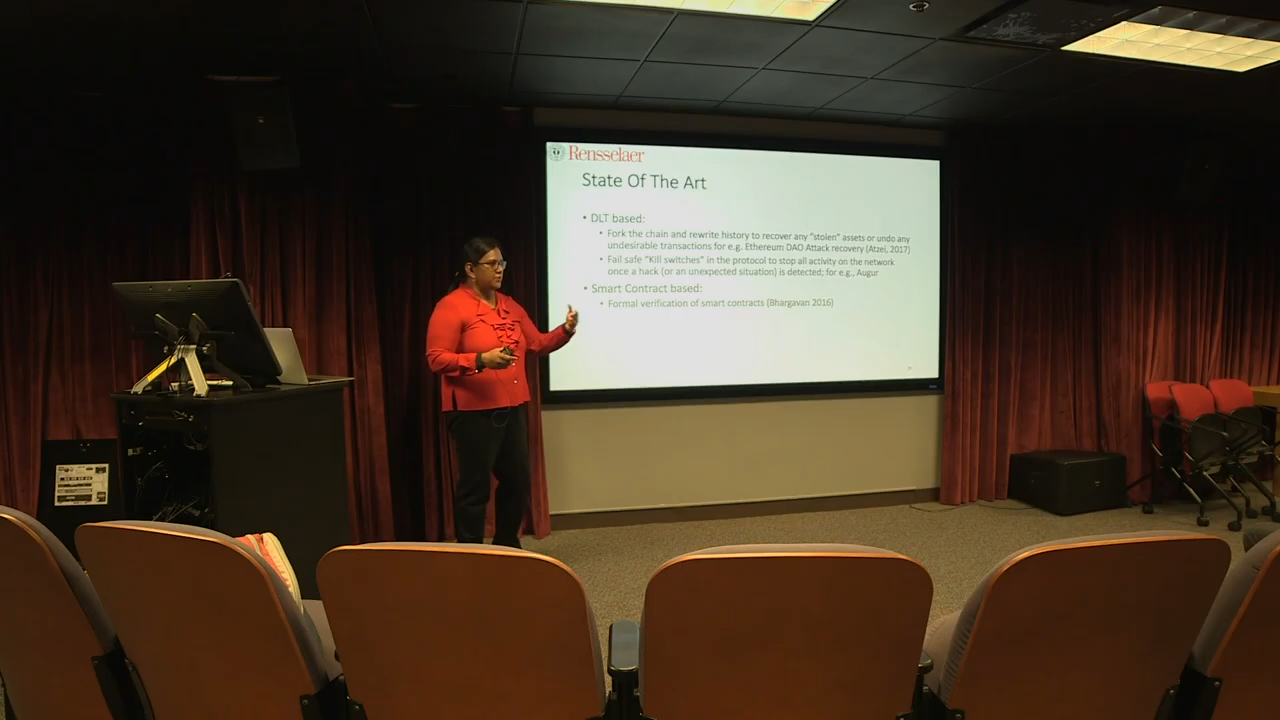 Rensselaer
State Of The Art
• DLT based:
• Fork the chain and rewrite history to recover any "stolen" assets or undo any
undesirable transactions for e.g. Ethereum DAO Attack recovery (Atzei, 2017)
• Fail safe "Kill switches" in the protocol to stop all activity on the network
once a hack (or an unexpected situation) is detected; for e.g., Augur
• Smart Contract based:
• Formal verification of smart contracts (Bhargavan 2016)